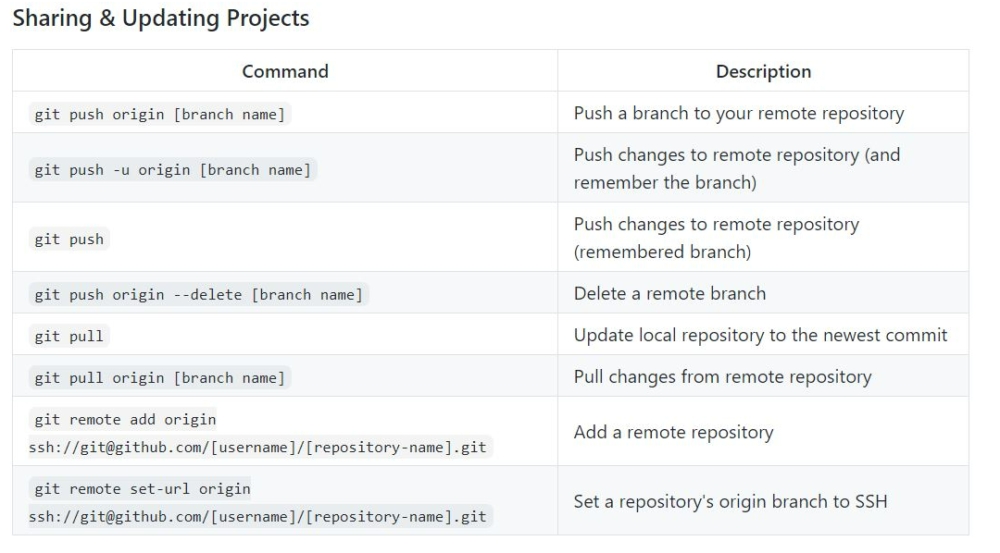 Sharing & Updating Projects
Command Description
git push origin [branch name] Push a branch to your remote repository
git push -u origin [branch name] Push changes to remote repository (and
remember the branch)
git push Push changes to remote repository
(remembered branch)
git push origin --delete [branch name] Delete a remote branch
git pull Update local repository to the newest commit
git pull origin [branch name] Pull changes from remote repository
git remote add origin
ssh://git@github.com/[username]/[repository-name].git Add a remote repository
git remote set-url origin
ssh://git@github.com/[username]/[repository-name].git Set a repository's origin branch to SSH